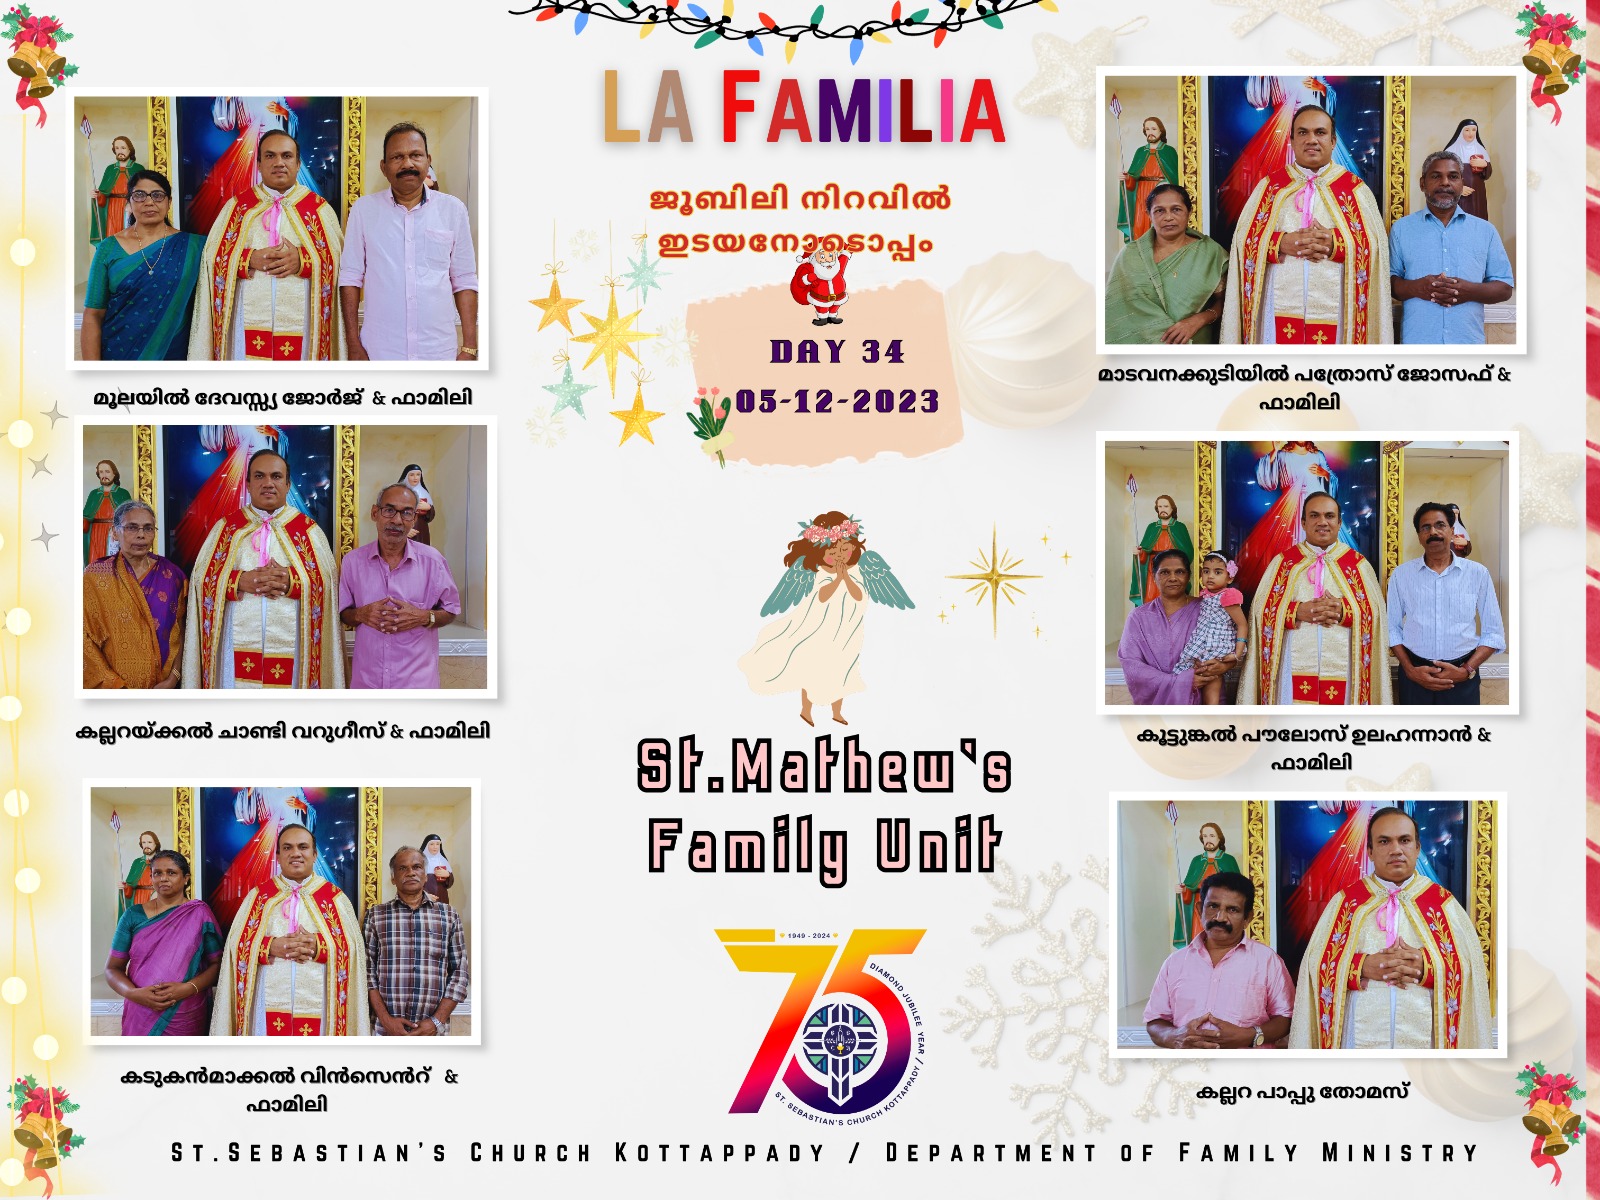 LA FAMILIA
ജൂബിലി നിറവിൽ
ഇടയനോടൊപ്പം
DAY 34
05-12-2023
മൂലയിൽ ദേവസ്സ്യ ജോർജ് & ഫാമിലി
മാടവനക്കുടിയിൽ പത്രോസ് ജോസഫ് &
ഫാമിലി
കല്ലറയ്ക്കൽ ചാണ്ടി വറുഗീസ് & ഫാമിലി
കൂട്ടുങ്കൽ പൗലോസ് ഉലഹന്നാൻ &
ഫാമിലി
St.Mathew's
Family Unit
കടുകൻമാക്കൽ വിൻസെൻറ് &
ഫാമിലി
കല്ലറ പാപ്പു തോമസ്
1949 - 2024
75
DIAMOND JUBILEE YEAR / ST. SEBASTIAN'S CHURCH KOTTAPPADY
ST.SEBASTIAN'S CHURCH KOTTAPPADY / DEPARTMENT OF FAMILY MINISTRY